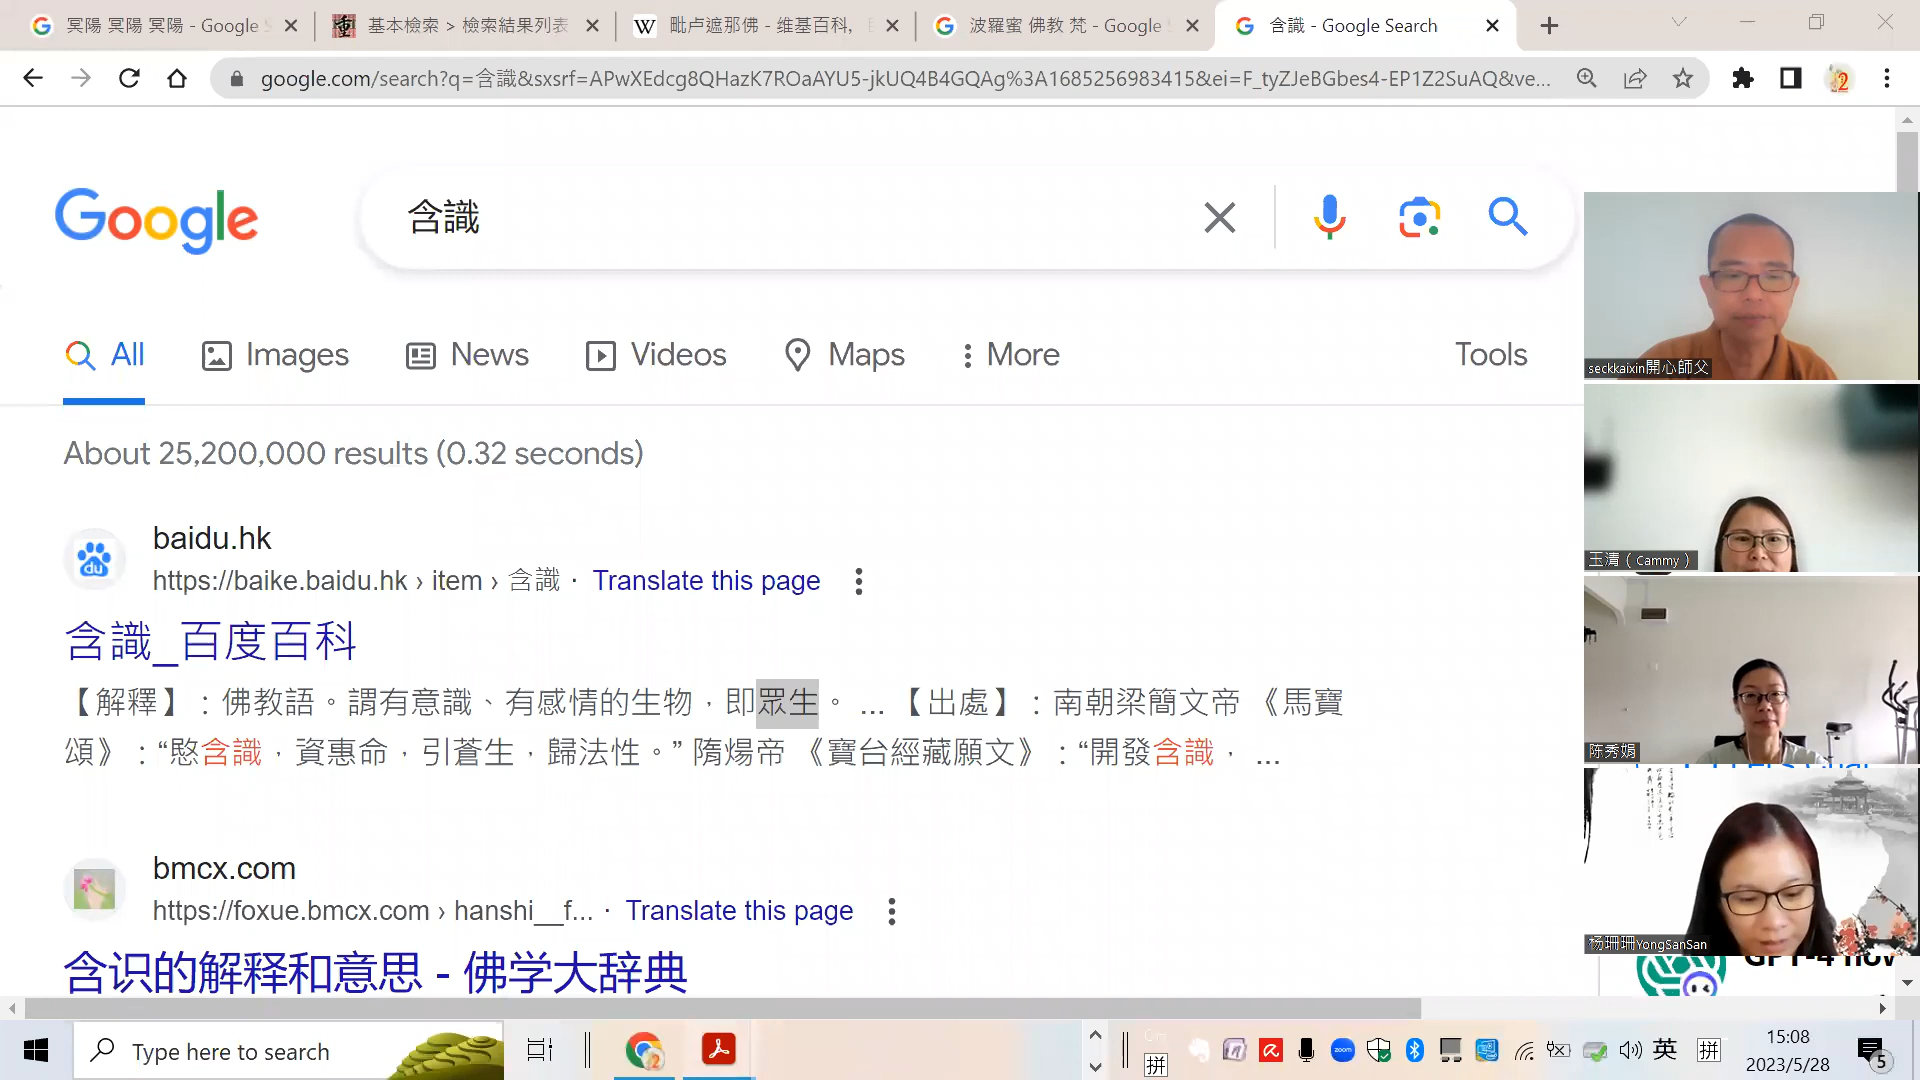 冥陽 冥陽 冥陽 - Google S
基本檢索 > 檢索結果列表
毗卢遮那佛 - 维基百科,
波羅蜜 佛教 梵 - Google
含識 - Google Search
google.com/search?q=含識&sxsrf=APwXEdcg8QHazK7ROaAYU5-jkUQ4B4GQAg%3A1685256983415&ei=F_tyZJeBGbes4-EP1Z2SuAQ&ve...
Google
含識
All
Images
News
Videos
Maps
More
Tools
About 25,200,000 results (0.32 seconds)
baidu.hk
https://baike.baidu.hk › item › 含識 · Translate this page
含識_百度百科
【解釋】：佛教語。謂有意識、有感情的生物，即眾生。 ... 【出處】：南朝梁簡文帝 《馬寶
頌》：“愍含識，資惠命，引蒼生，歸法性。” 隋煬帝 《寶台經藏願文》：“開發含識， ...
bmcx.com
https://foxue.bmcx.com › hanshi__f... · Translate this page
含识的解释和意思 - 佛学大辞典
seckkaixin開心師父
玉清（Cammy）
陈秀娟
杨珊珊YongSanSan
Type here to search
英
拼
拼
zoom
15:08
2023/5/28
5